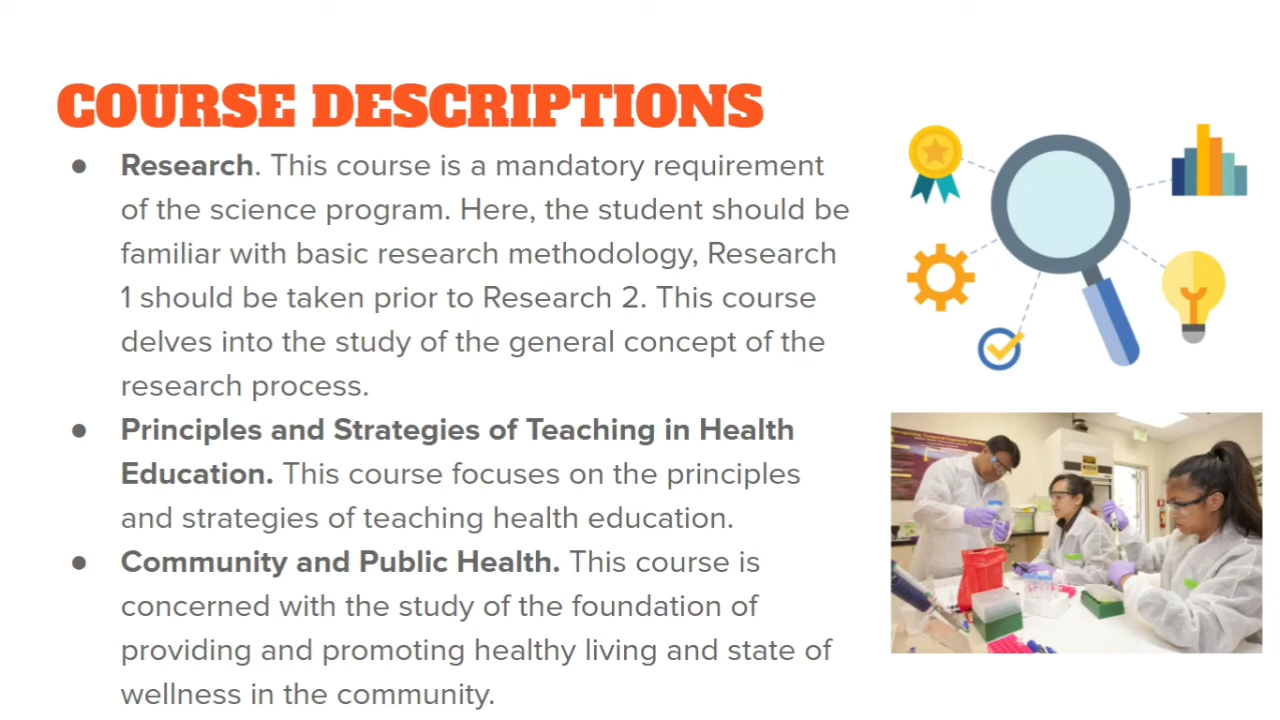 COURSE DESCRIPTIONS
● Research. This course is a mandatory requirement
of the science program. Here, the student should be
familiar with basic research methodology, Research
1 should be taken prior to Research 2. This course
delves into the study of the general concept of the
research process.
● Principles and Strategies of Teaching in Health
Education. This course focuses on the principles
and strategies of teaching health education.
● Community and Public Health. This course is
concerned with the study of the foundation of
providing and promoting healthy living and state of
wellness in the community.